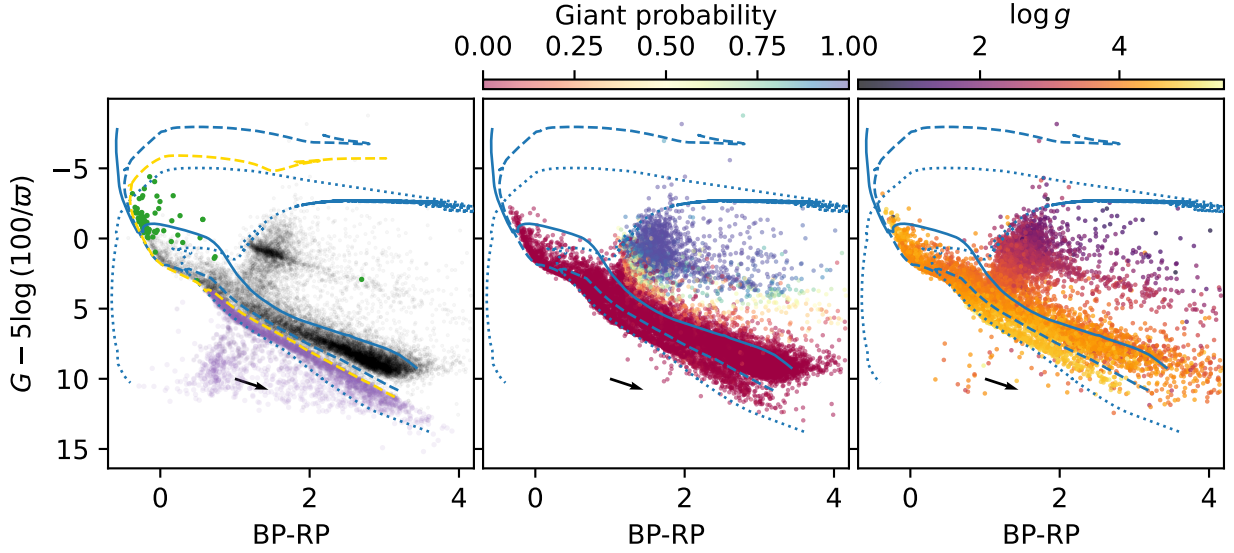 Giant probability
log g
0.00 0.25 0.50 0.75 1.00
2 4
G − 5log (100/ϖ)
−5
0
5
10
15
0 2 4
0 2 4
0 2 4
BP-RP
BP-RP
BP-RP